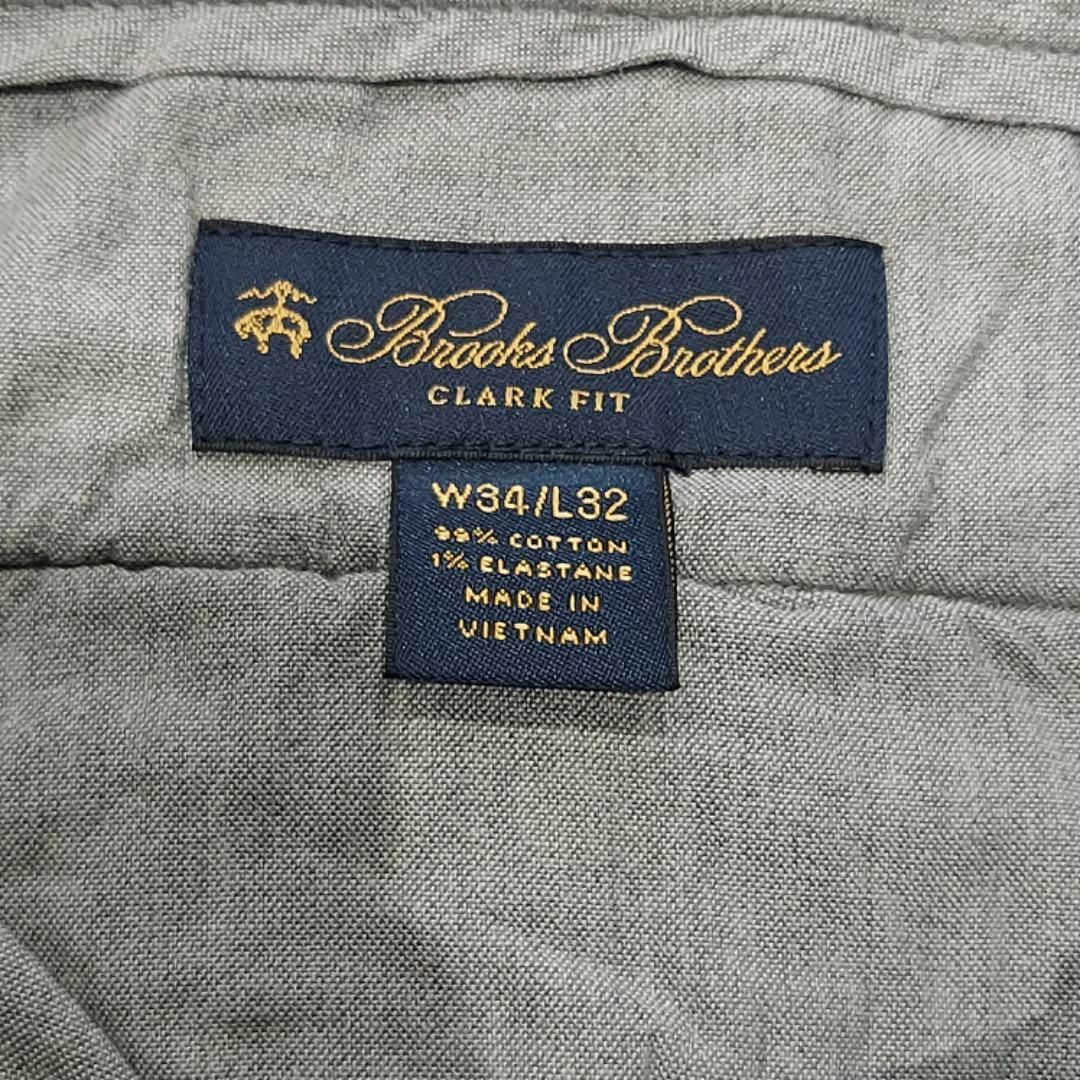 Brooks Brothers
CLARK FIT
W34/L32
99% COTTON
1% ELASTANE
MADE IN
VIETNAM